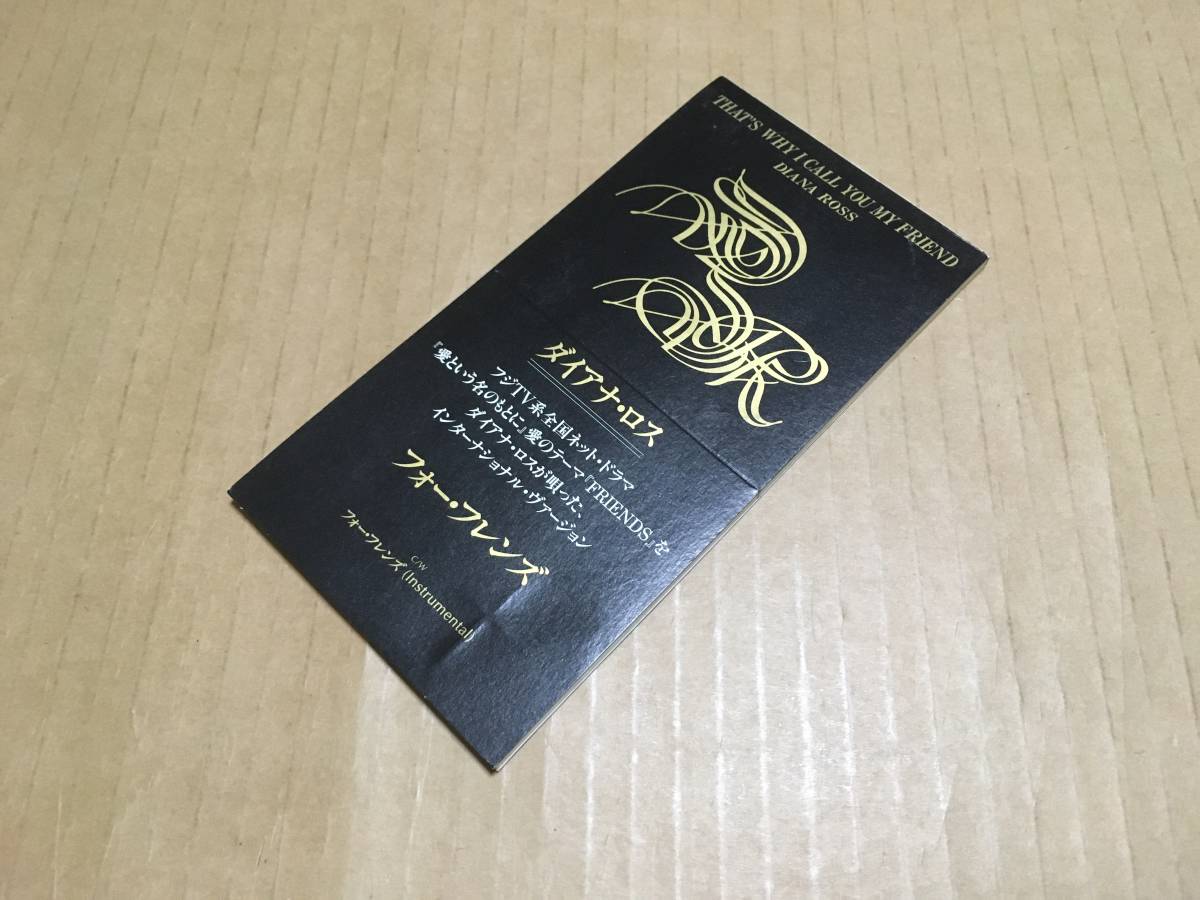 THAT'S WHY I CALL YOU MY FRIEND
DIANA ROSS
ダイアナ・ロス
フジTV系全国ネット・ドラマ
『愛という名のもとに』愛のテーマ『FRIENDS』を
ダイアナ・ロスが唄った、
インターナショナル・ヴァージョン
フォー・フレンズ
C/W
フォー・フレンズ (Instrumental)